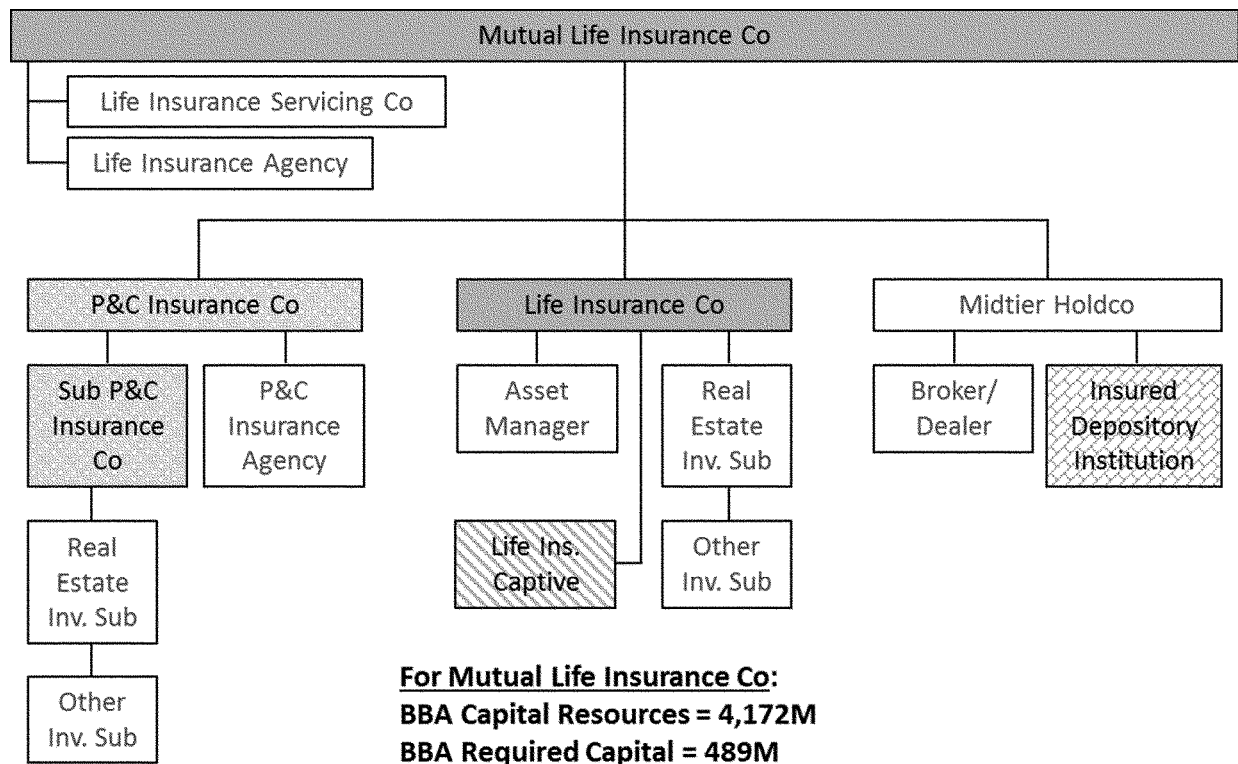 Mutual Life Insurance Co
Life Insurance Servicing Co
Life Insurance Agency
P&C Insurance Co
Life Insurance Co
Midtier Holdco
Sub P&C
Insurance
Co
P&C
Insurance
Agency
Asset
Manager
Real
Estate
Inv. Sub
Broker/
Dealer
Insured
Depository
Institution
Real
Estate
Inv. Sub
Life Ins.
Captive
Other
Inv. Sub
Other
Inv. Sub
For Mutual Life Insurance Co:
BBA Capital Resources = 4,172M
BBA Required Capital = 489M